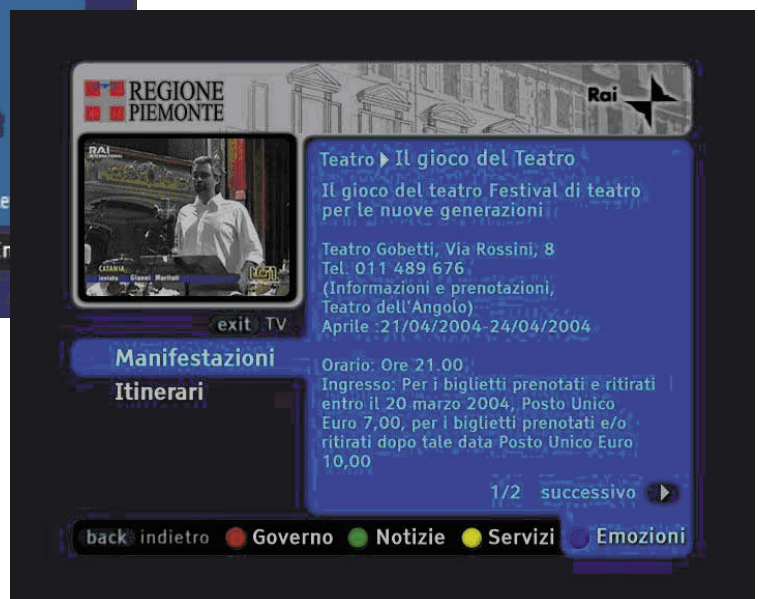 REGIONE
PIEMONTE
Rai
RAI
INTERNATIONAL
CATANIA
inviato Gianni Mariloti
exit TV
Manifestazioni
Itinerari
Teatro Il gioco del Teatro
Il gioco del teatro Festival di teatro
per le nuove generazioni
Teatro Gobetti, Via Rossini, 8
Tel. 011 489 676
(Informazioni e prenotazioni,
Teatro dell'Angolo)
Aprile :21/04/2004-24/04/2004
Orario: Ore 21.00
Ingresso: Per i biglietti prenotati e ritirati
entro il 20 marzo 2004, Posto Unico
Euro 7,00, per i biglietti prenotati e/o
ritirati dopo tale data Posto Unico Euro
10,00
1/2 successivo
back indietro Governo Notizie Servizi Emozioni